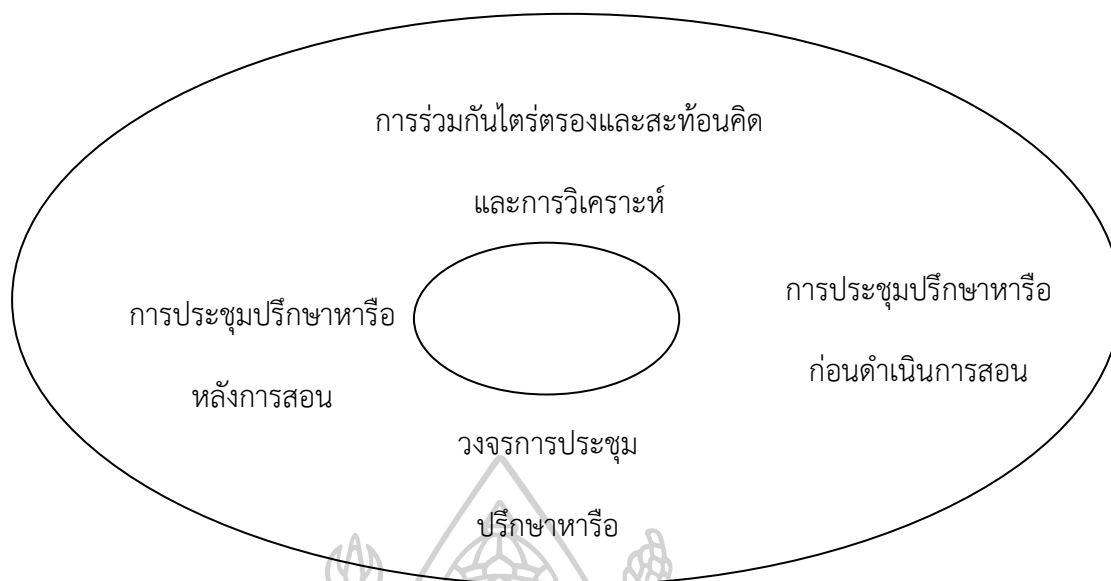 การร่วมกันไตร่ตรองและสะท้อนคิด
และการวิเคราะห์
การประชุมปรึกษาหารือ
หลังการสอน
การประชุมปรึกษาหารือ
ก่อนดำเนินการสอน
วงจรการประชุม
ปรึกษาหารือ